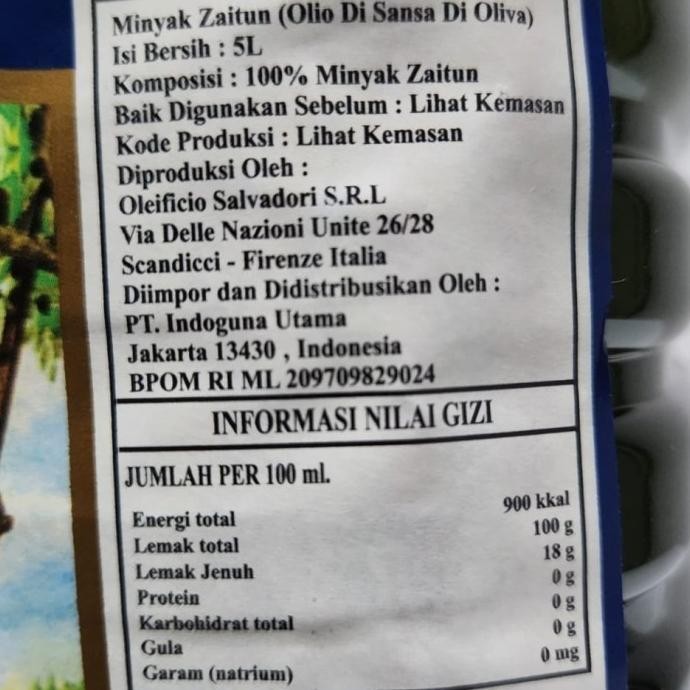 Minyak Zaitun (Olio Di Sansa Di Oliva)
Isi Bersih : 5L
Komposisi : 100% Minyak Zaitun
Baik Digunakan Sebelum : Lihat Kemasan
Kode Produksi : Lihat Kemasan
Diproduksi Oleh :
Oleificio Salvadori S.R.L
Via Delle Nazioni Unite 26/28
Scandicci - Firenze Italia
Diimpor dan Didistribusikan Oleh :
PT. Indoguna Utama
Jakarta 13430 , Indonesia
BPOM RI ML 209709829024
INFORMASI NILAI GIZI
JUMLAH PER 100 ml.
Energi total 900 kkal
Lemak total 100 g
Lemak Jenuh 18 g
Protein 0 g
Karbohidrat total 0 g
Gula 0 g
Garam (natrium) 0 mg